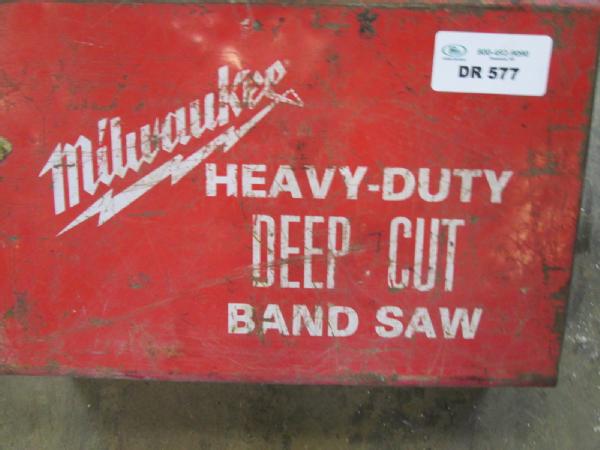 Milwaukee
HEAVY-DUTY
DEEP CUT
BAND SAW
DR 577